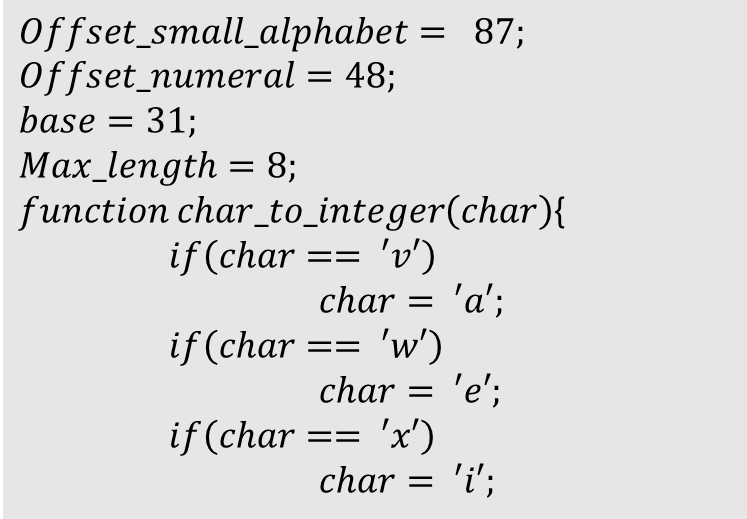 Offset_small_alphabet = 87;
Offset_numeral = 48;
base = 31;
Max_length = 8;
function char_to_integer(char){
if(char == 'v')
char = 'a';
if(char == 'w')
char = 'e';
if(char == 'x')
char = 'i';